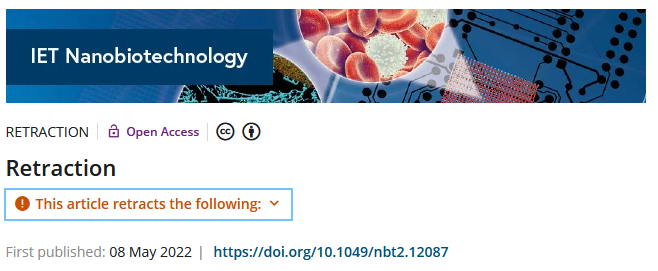 IET Nanobiotechnology
RETRACTION Open Access
Retraction
This article retracts the following:
First published: 08 May 2022 | https://doi.org/10.1049/nbt2.12087